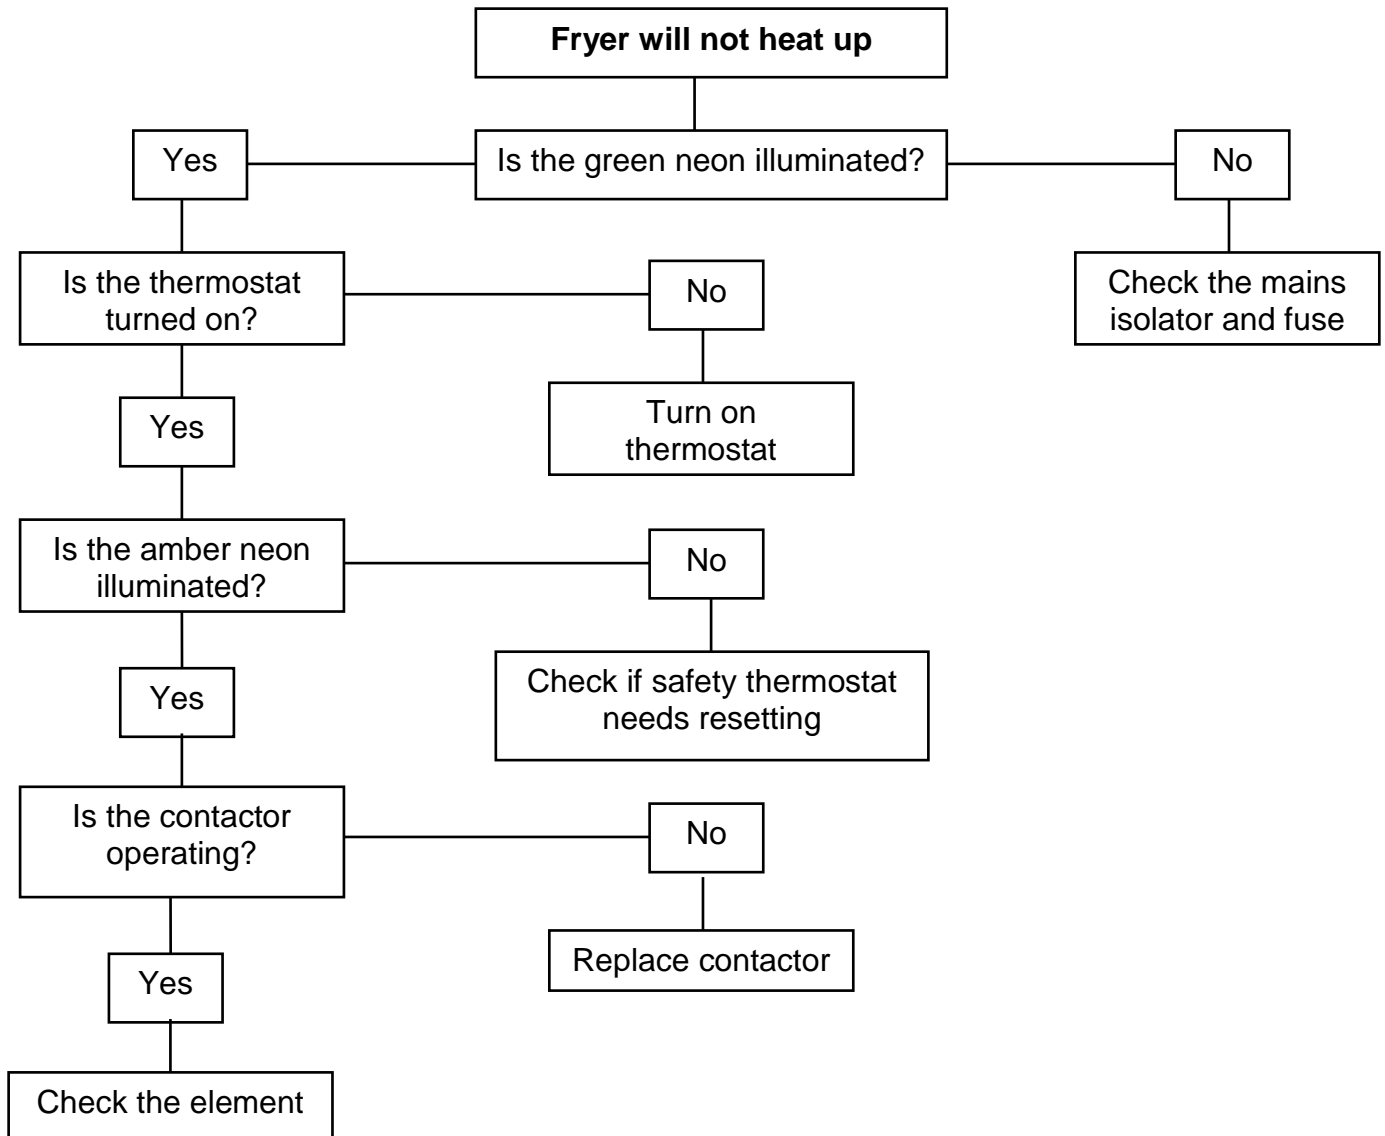 Fryer will not heat up
Yes
Is the green neon illuminated?
No
Is the thermostat
turned on?
No
Check the mains
isolator and fuse
Yes
Turn on
thermostat
Is the amber neon
illuminated?
No
Yes
Check if safety thermostat
needs resetting
Is the contactor
operating?
No
Yes
Replace contactor
Check the element